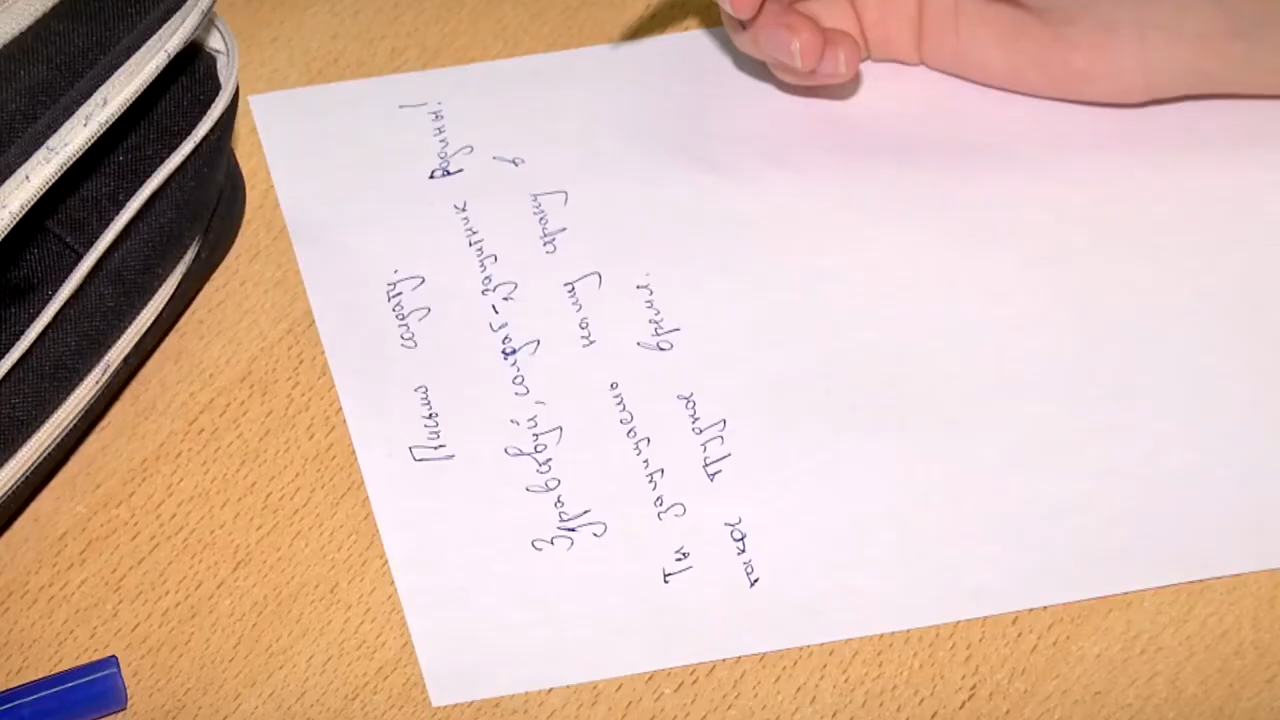 Письмо солдату.
Здравствуй, солдат-защитник Родины!
Ты защищаешь нашу страну в
такое трудное время.